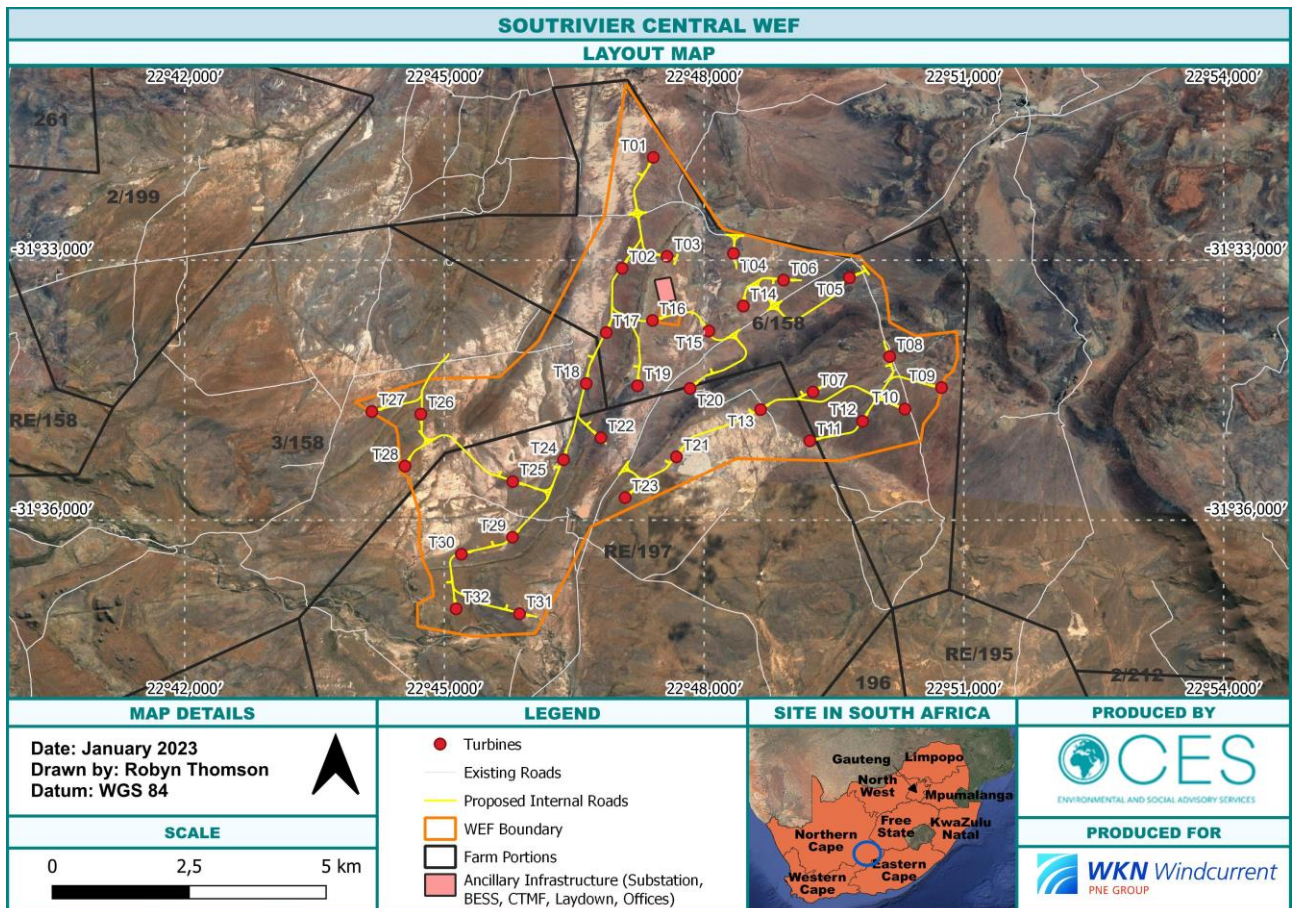 SOUTRIVIER CENTRAL WEF
LAYOUT MAP
22°42,000′ 22°45,000′ 22°48,000′ 22°51,000′ 22°54,000′
261
2/199
T01
-31°33,000′ -31°33,000′
T02 T03 T04 T06 T05
T14
T17 T16 T15 6/158
T08
T18 T19 T20 T07 T10 T09
T27 T26 T13 T12 T11
RE/158
3/158
T22 T21
T28 T24 T25
T23
-31°36,000′ -31°36,000′
T29
T30 RE/197
T32 T31
RE/195
196 2/212
22°42,000′ 22°45,000′ 22°48,000′ 22°51,000′ 22°54,000′
MAP DETAILS
Date: January 2023
Drawn by: Robyn Thomson
Datum: WGS 84
SCALE
0 2,5 5 km
LEGEND
Turbines
Existing Roads
Proposed Internal Roads
WEF Boundary
Farm Portions
Ancillary Infrastructure (Substation,
BESS, CTMF, Laydown, Offices)
SITE IN SOUTH AFRICA
Gauteng Limpopo
North
West
Mpumalanga
Free
State
KwaZulu
Natal
Northern
Cape
Eastern
Cape
Western
Cape
PRODUCED BY
CES
ENVIRONMENTAL AND SOCIAL ADVISORY SERVICES
PRODUCED FOR
WKN Windcurrent
PNE GROUP